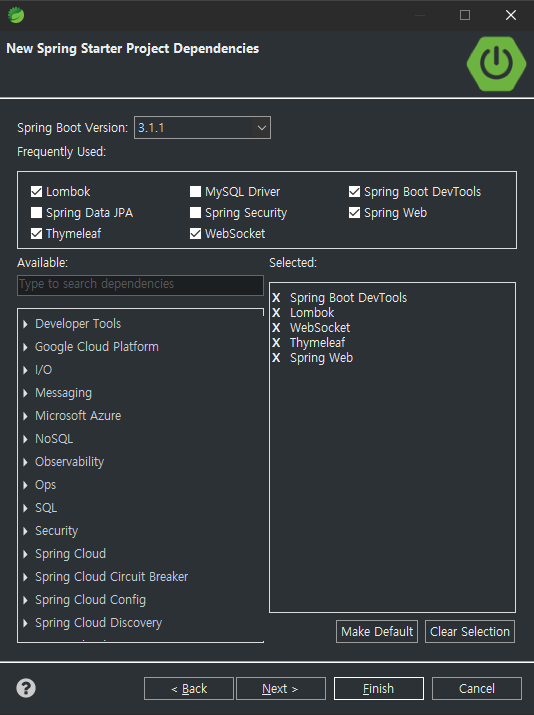 New Spring Starter Project Dependencies
Spring Boot Version: 3.1.1
Frequently Used:
Lombok MySQL Driver Spring Boot DevTools
Spring Data JPA Spring Security Spring Web
Thymeleaf WebSocket
Available:
Type to search dependencies
Developer Tools
Google Cloud Platform
I/O
Messaging
Microsoft Azure
NoSQL
Observability
Ops
SQL
Security
Spring Cloud
Spring Cloud Circuit Breaker
Spring Cloud Config
Spring Cloud Discovery
Selected:
X Spring Boot DevTools
X Lombok
X WebSocket
X Thymeleaf
X Spring Web
Make Default Clear Selection
? < Back Next > Finish Cancel